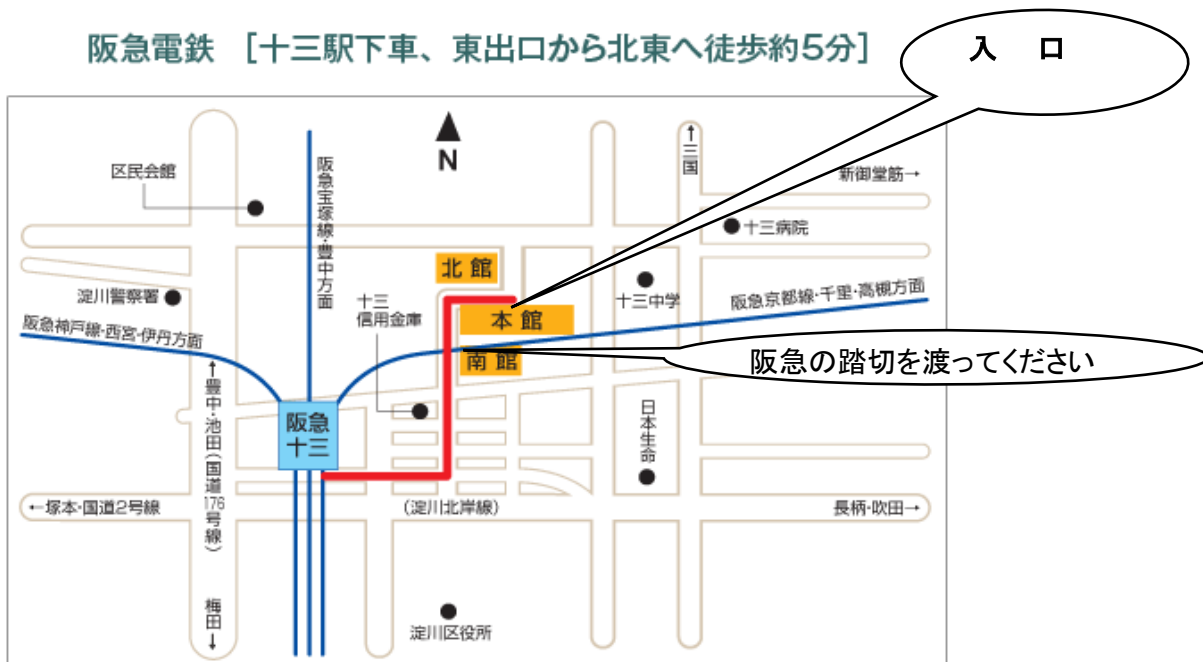 阪急電鉄 [十三駅下車、東出口から北東へ徒歩約5分]
入 口
N
区民会館
阪急宝塚線・豊中方面
↑三国
新御堂筋→
十三病院
北館
淀川警察署
十三
信用金庫
十三中学
阪急京都線・千里・高槻方面
本館
阪急神戸線・西宮・伊丹方面
南館
阪急の踏切を渡ってください
←豊中・池田(国道176号線)
阪急
十三
日本生命
←塚本・国道2号線
(淀川北岸線)
長柄・吹田→
梅田→
淀川区役所